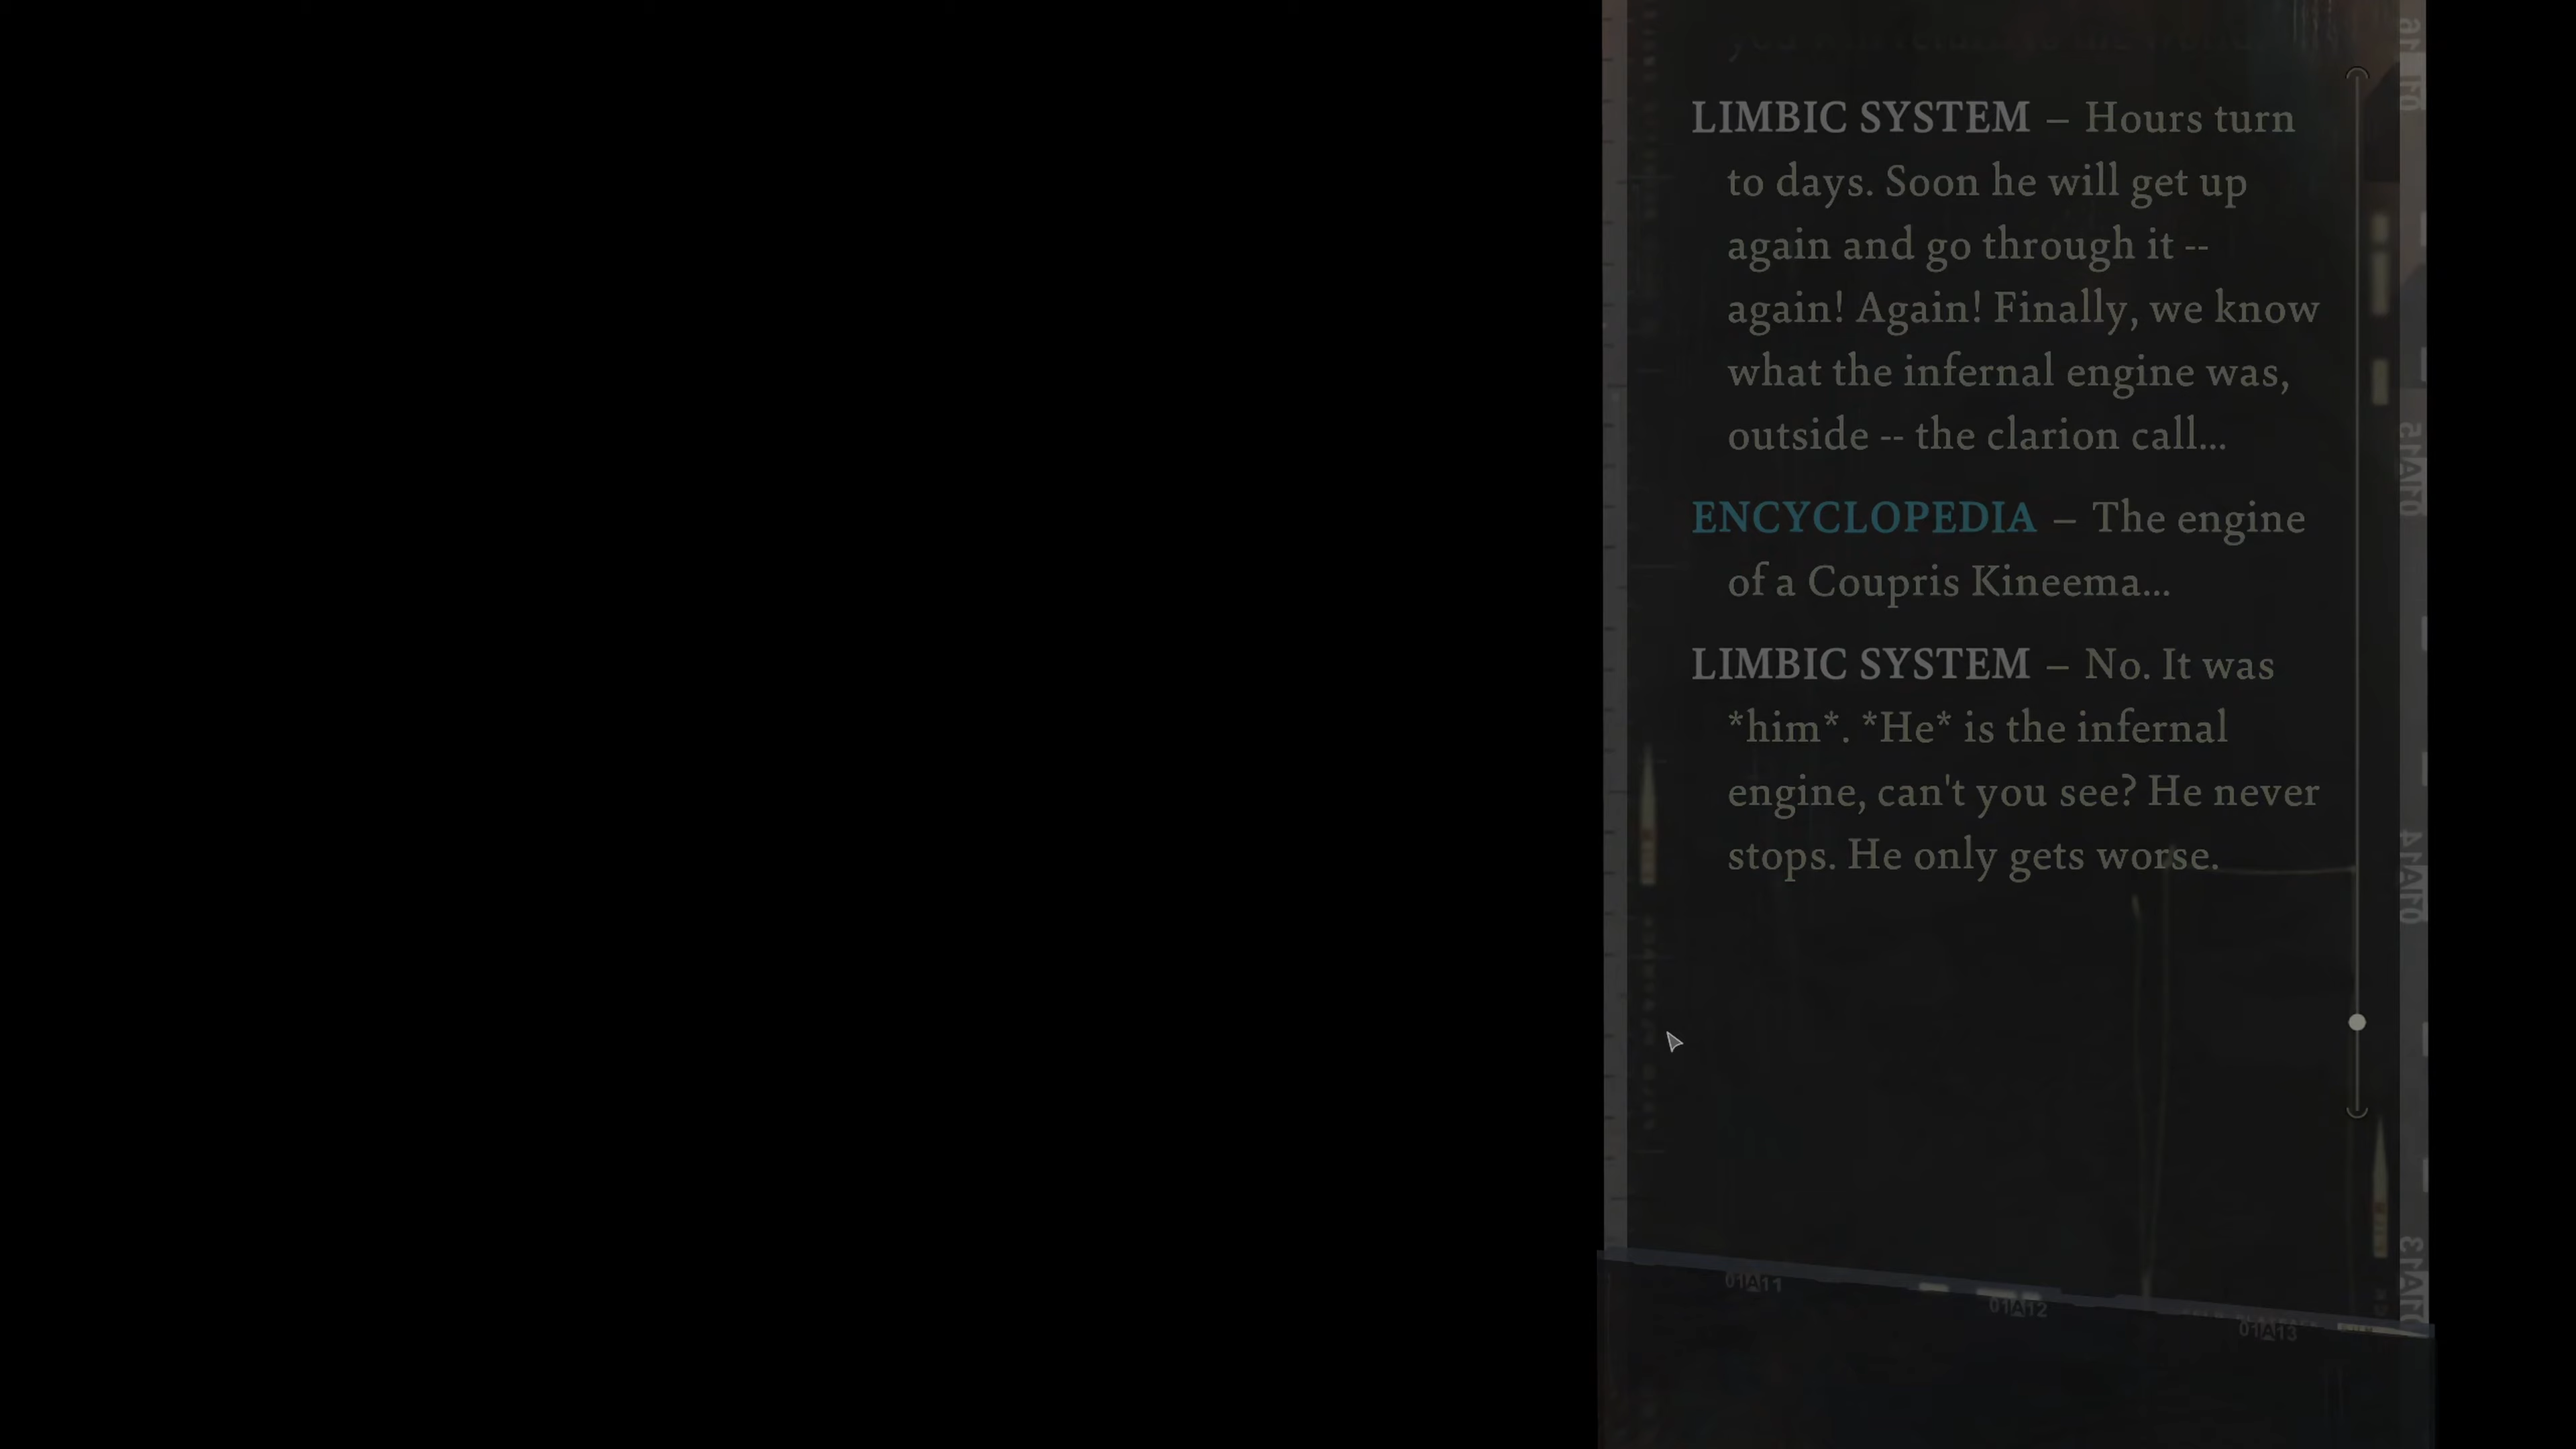 LIMBIC SYSTEM – Hours turn
to days. Soon he will get up
again and go through it --
again! Again! Finally, we know
what the infernal engine was,
outside -- the clarion call...
ENCYCLOPEDIA – The engine
of a Coupris Kineema...
LIMBIC SYSTEM – No. It was
*him*. *He* is the infernal
engine, can't you see? He never
stops. He only gets worse.
01A11
01A12
01A13